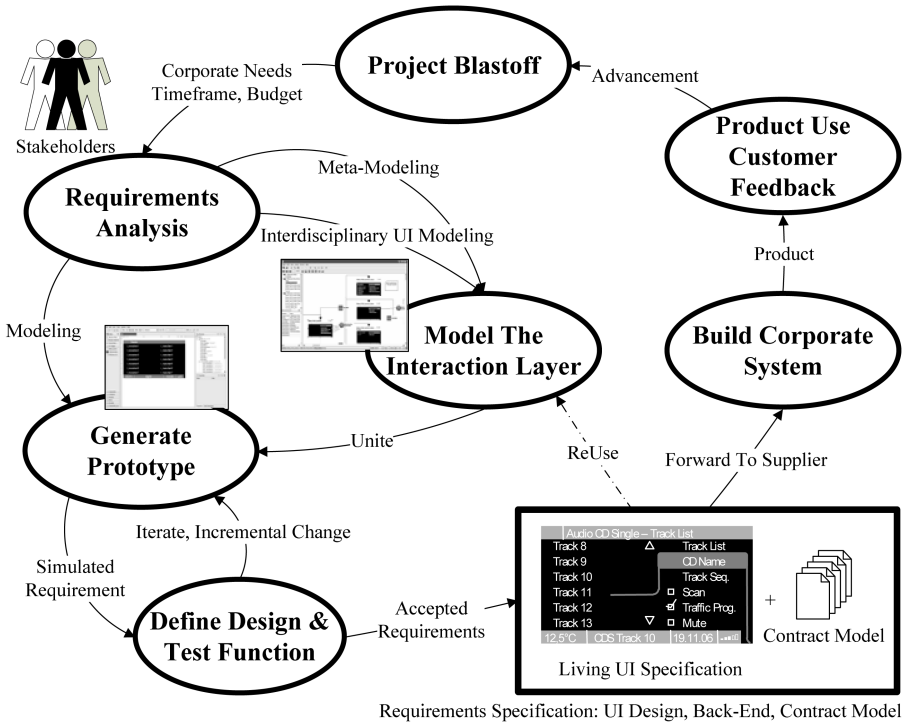 Project Blastoff
Corporate Needs
Timeframe, Budget
Advancement
Stakeholders
Product Use
Customer
Feedback
Requirements
Analysis
Meta-Modeling
Interdisciplinary UI Modeling
Product
Modeling
Model The
Interaction Layer
Build Corporate
System
Generate
Prototype
Unite
ReUse
Forward To Supplier
Iterate, Incremental Change
Simulated
Requirement
Define Design &
Test Function
Accepted
Requirements
Audio CD Single – Track List
Track 8
Track List
Track 9
CD Name
Track 10
Track Seq.
Track 11
Scan
Track 12
Traffic Prog.
Track 13
Mute
12,5°C
CDS Track 10
19.11.06
+
Contract Model
Living UI Specification
Requirements Specification: UI Design, Back-End, Contract Model